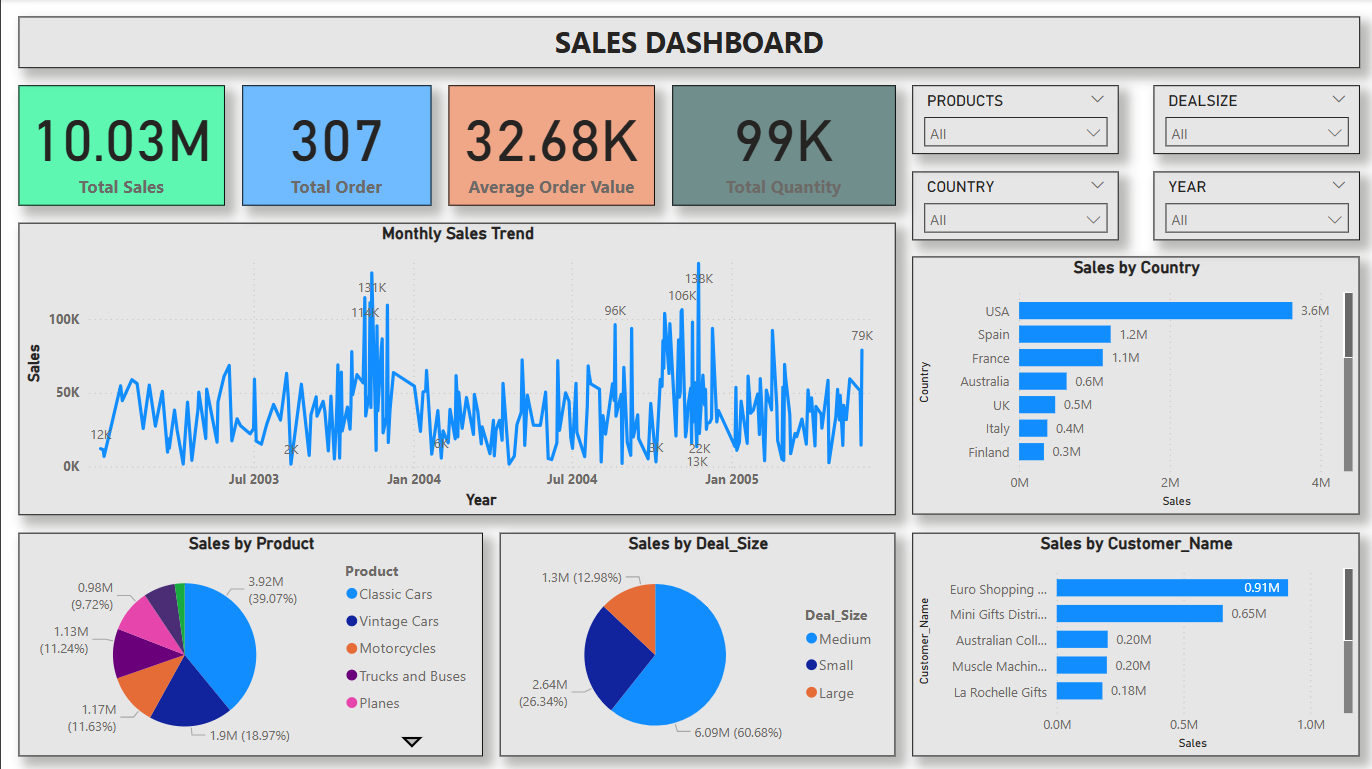 SALES DASHBOARD
10.03M
Total Sales
307
Total Order
32.68K
Average Order Value
99K
Total Quantity
PRODUCTS
All
DEALSIZE
All
COUNTRY
All
YEAR
All
Monthly Sales Trend
Sales
100K
50K
0K
12K
2K
131K
114K
6K
96K
3K
106K
138K
22K
13K
79K
Jul 2003
Jan 2004
Jul 2004
Jan 2005
Year
Sales by Country
Country
USA 3.6M
Spain 1.2M
France 1.1M
Australia 0.6M
UK 0.5M
Italy 0.4M
Finland 0.3M
0M 2M 4M
Sales
Sales by Product
3.92M
(39.07%)
1.9M (18.97%)
1.17M
(11.63%)
1.13M
(11.24%)
0.98M
(9.72%)
Product
Classic Cars
Vintage Cars
Motorcycles
Trucks and Buses
Planes
Sales by Deal_Size
1.3M (12.98%)
2.64M
(26.34%)
6.09M (60.68%)
Deal_Size
Medium
Small
Large
Sales by Customer_Name
Customer_Name
Euro Shopping ... 0.91M
Mini Gifts Distri... 0.65M
Australian Coll... 0.20M
Muscle Machin... 0.20M
La Rochelle Gifts 0.18M
0.0M 0.5M 1.0M
Sales